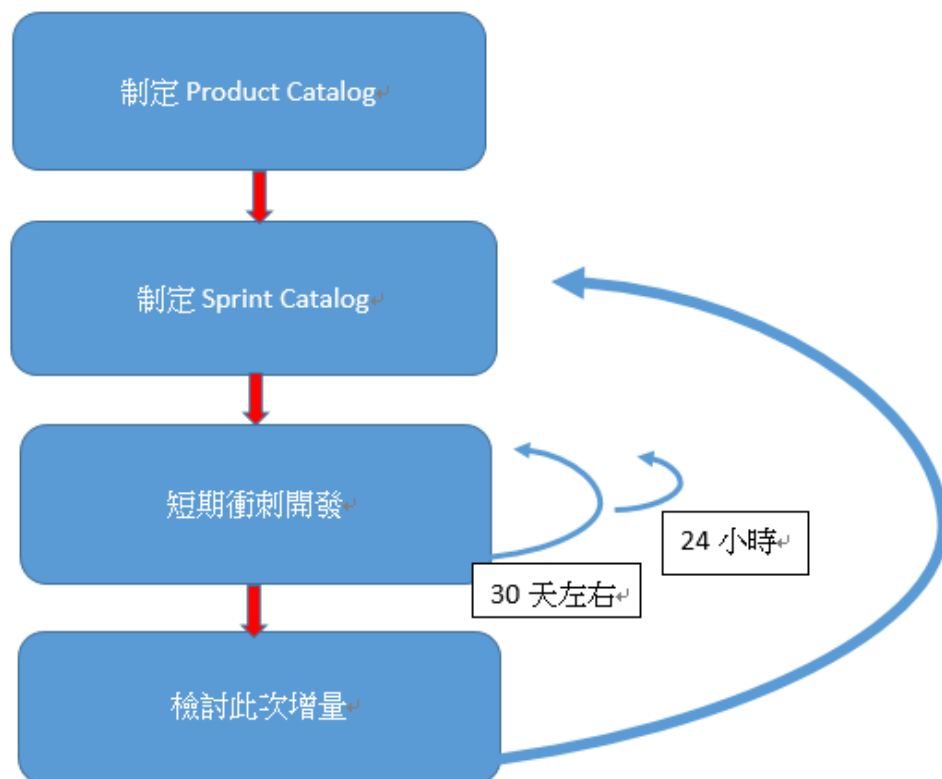 制定 Product Catalog
制定 Sprint Catalog
短期衝刺開發
24 小時
30 天左右
檢討此次增量